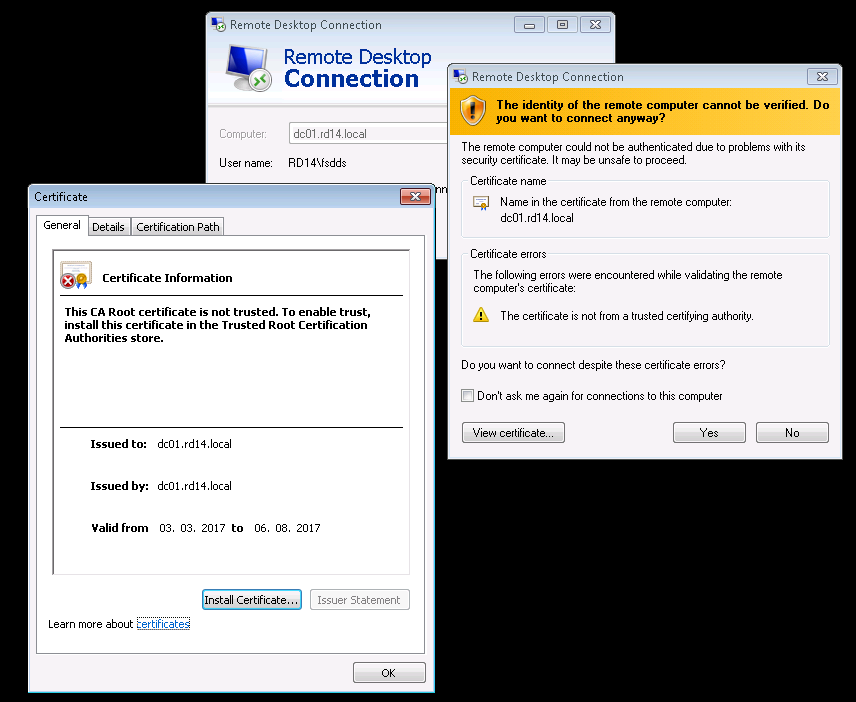 Remote Desktop Connection
Remote Desktop
Connection
Computer:
dc01.rd14.local
User name:
RD14\fsdds
Remote Desktop Connection
The identity of the remote computer cannot be verified. Do
you want to connect anyway?
The remote computer could not be authenticated due to problems with its
security certificate. It may be unsafe to proceed.
Certificate name
Name in the certificate from the remote computer:
dc01.rd14.local
Certificate errors
The following errors were encountered while validating the remote
computer's certificate:
The certificate is not from a trusted certifying authority.
Do you want to connect despite these certificate errors?
Don't ask me again for connections to this computer
View certificate...
Yes
No
Certificate
General
Details
Certification Path
Certificate Information
This CA Root certificate is not trusted. To enable trust,
install this certificate in the Trusted Root Certification
Authorities store.
Issued to: dc01.rd14.local
Issued by: dc01.rd14.local
Valid from 03. 03. 2017 to 06. 08. 2017
Install Certificate...
Issuer Statement
Learn more about certificates
OK